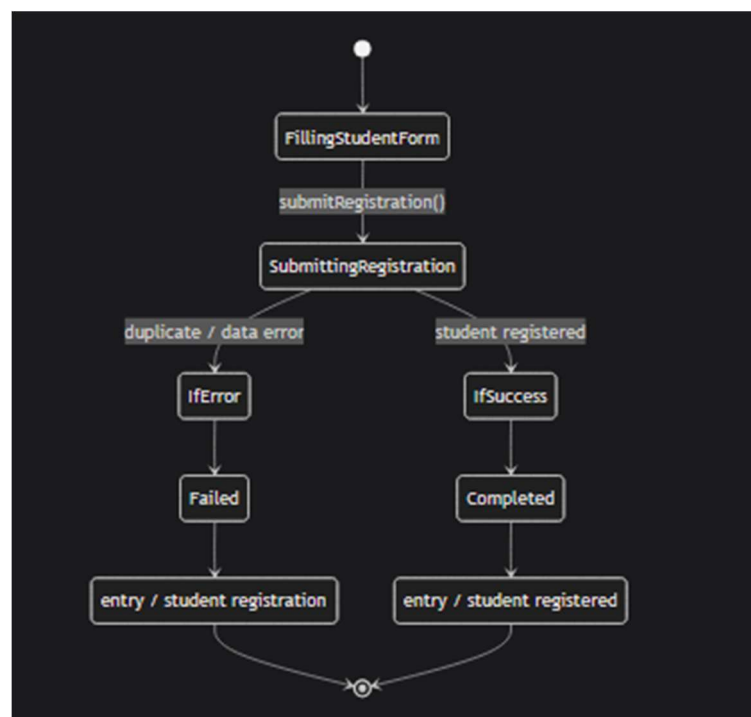 FillingStudentForm
submitRegistration()
SubmittingRegistration
duplicate / data error
student registered
IfError
IfSuccess
Failed
Completed
entry / student registration
entry / student registered